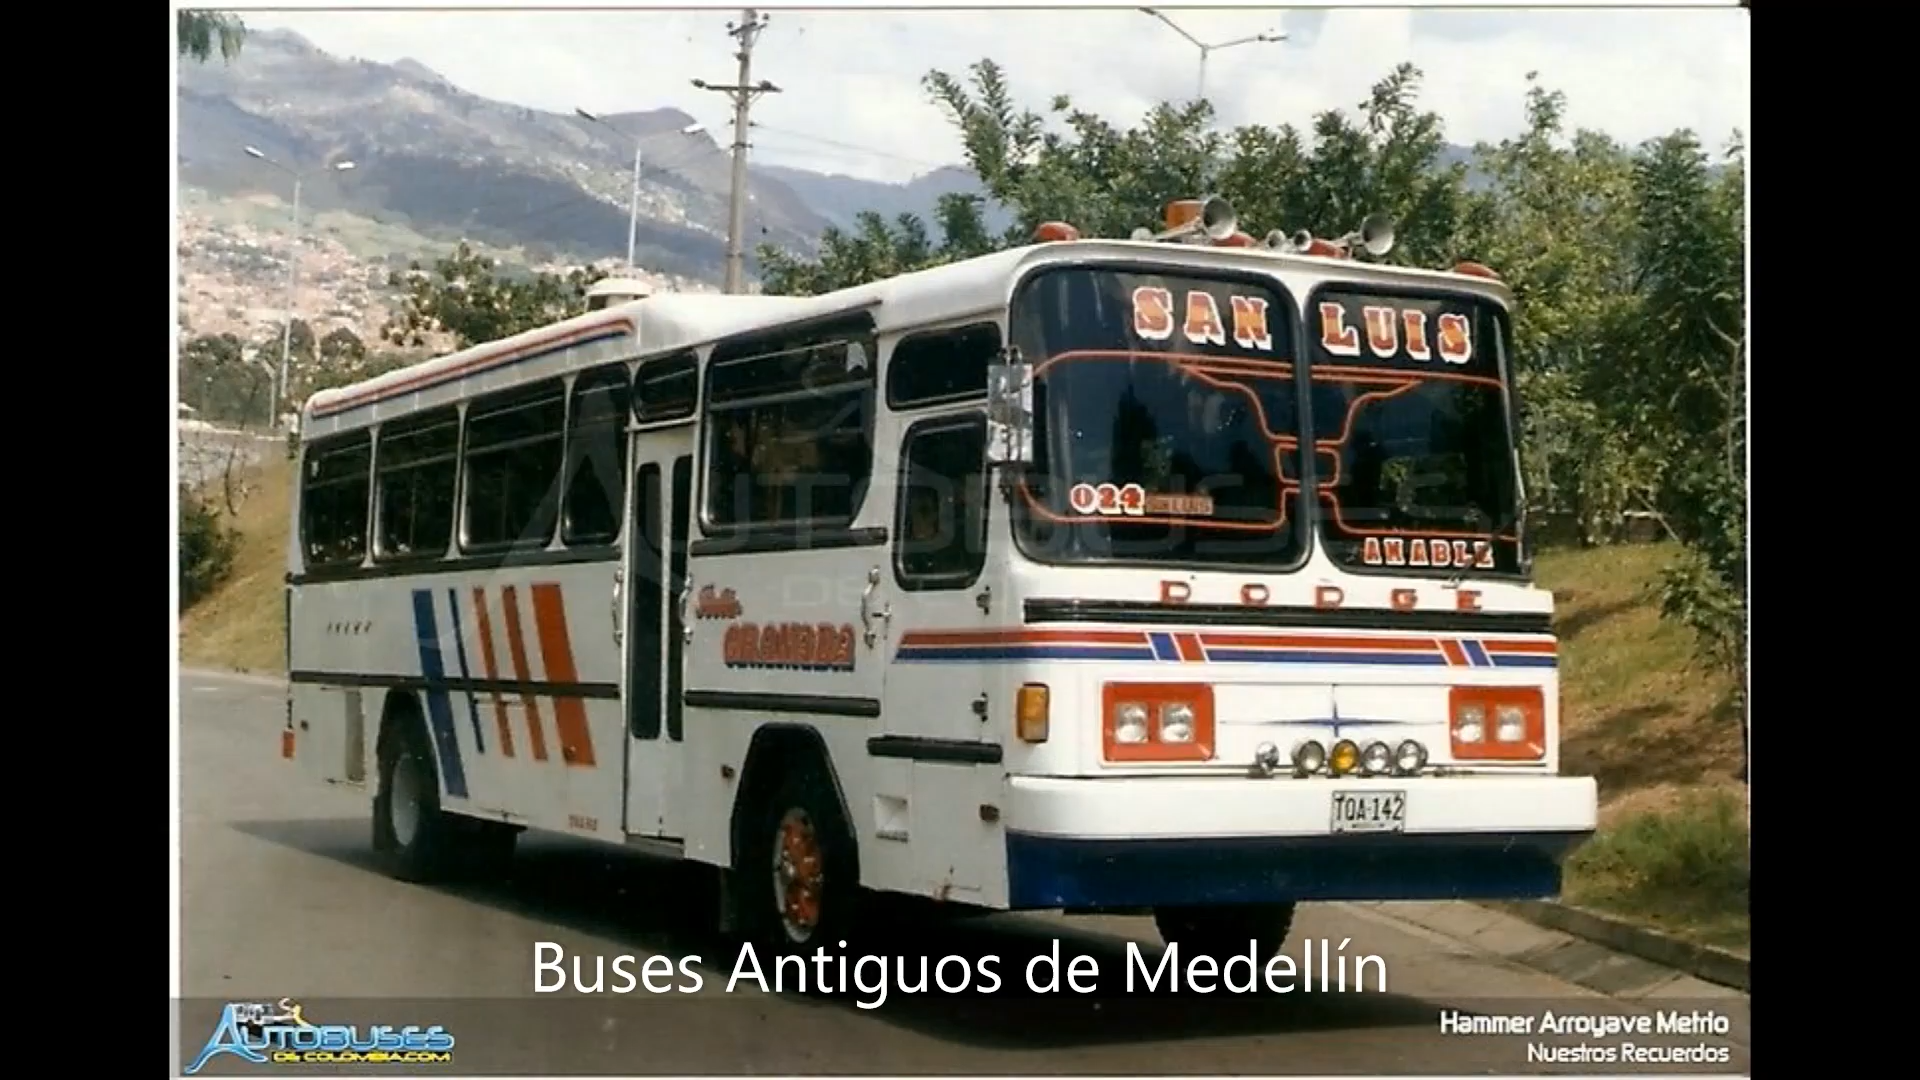 SAN LUIS
024
AMABLE
DODGE
GRANADA
TQA-142
Buses Antiguos de Medellín
AUTOBUSES
DE COLOMBIA.COM
Hammer Arroyave Metrio
Nuestros Recuerdos